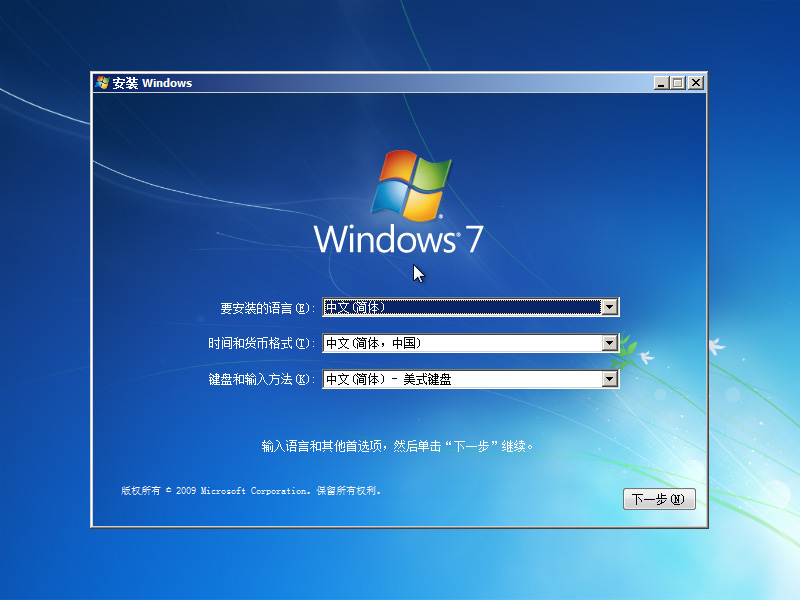 安装 Windows
Windows® 7
要安装的语言(E): 中文(简体)
时间和货币格式(T): 中文(简体，中国)
键盘和输入方法(K): 中文(简体) - 美式键盘
输入语言和其他首选项，然后单击“下一步”继续。
版权所有 © 2009 Microsoft Corporation。保留所有权利。
下一步(N)